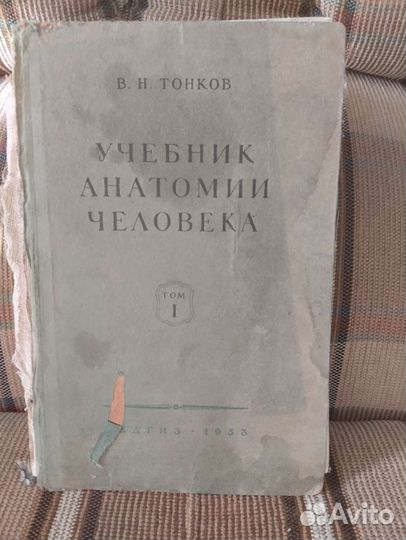 В. Н. ТОНКОВ
УЧЕБНИК
АНАТОМИИ
ЧЕЛОВЕКА
ТОМ
I
1953
Avito